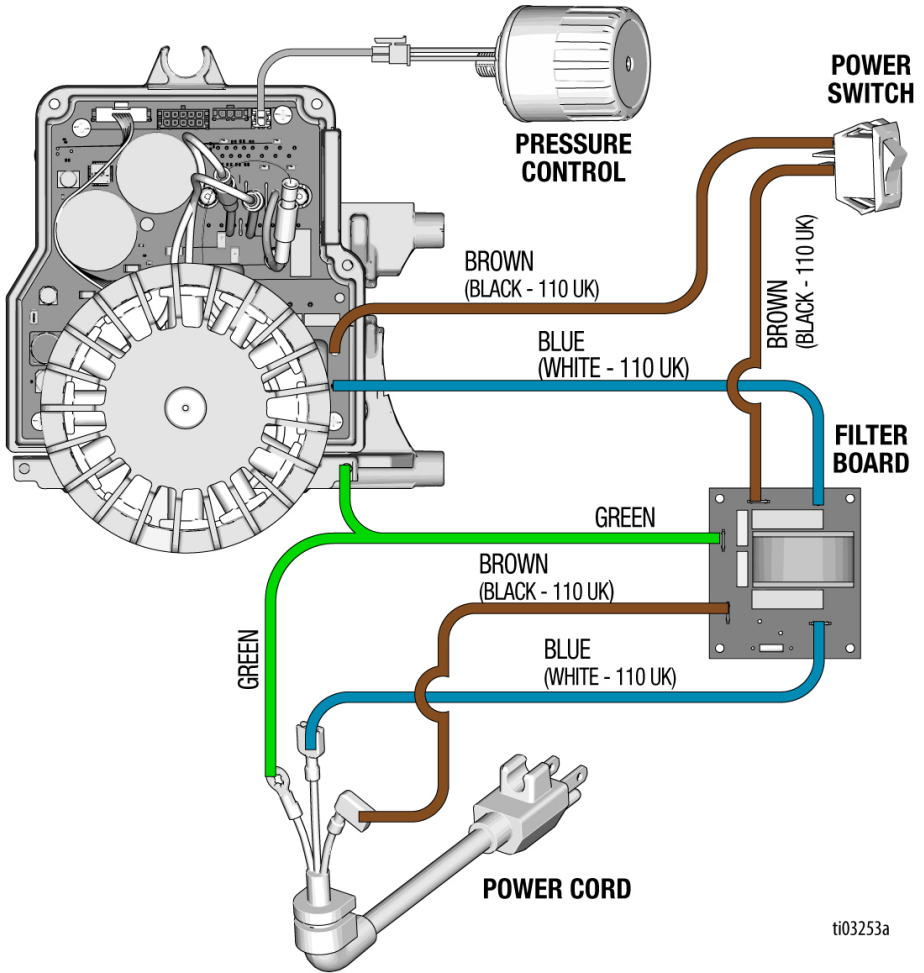 POWER
SWITCH
PRESSURE
CONTROL
BROWN
(BLACK - 110 UK)
BROWN
(BLACK - 110 UK)
BLUE
(WHITE - 110 UK)
FILTER
BOARD
GREEN
BROWN
(BLACK - 110 UK)
GREEN
BLUE
(WHITE - 110 UK)
POWER CORD
ti03253a